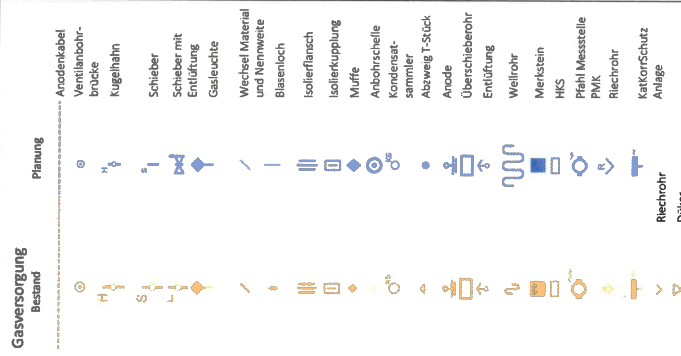 Gasversorgung
Bestand
Planung
Anodenkabel
Ventilanbohr-
brücke
Kugelhahn
H
H
Schieber
S
S
Schieber mit
Entlüftung
L
Gasleuchte
Wechsel Material
und Nennweite
Blasenloch
Isolierflansch
Isolierkupplung
Muffe
Anbohrschelle
Kondensat-
sammler
KS
KS
Abzweig T-Stück
Anode
Überschieberohr
Entlüftung
Wellrohr
Merkstein
HKS
Pfahl Messstelle
PMK
Riechrohr
R
KatKorrSchutz
Anlage
Riechrohr